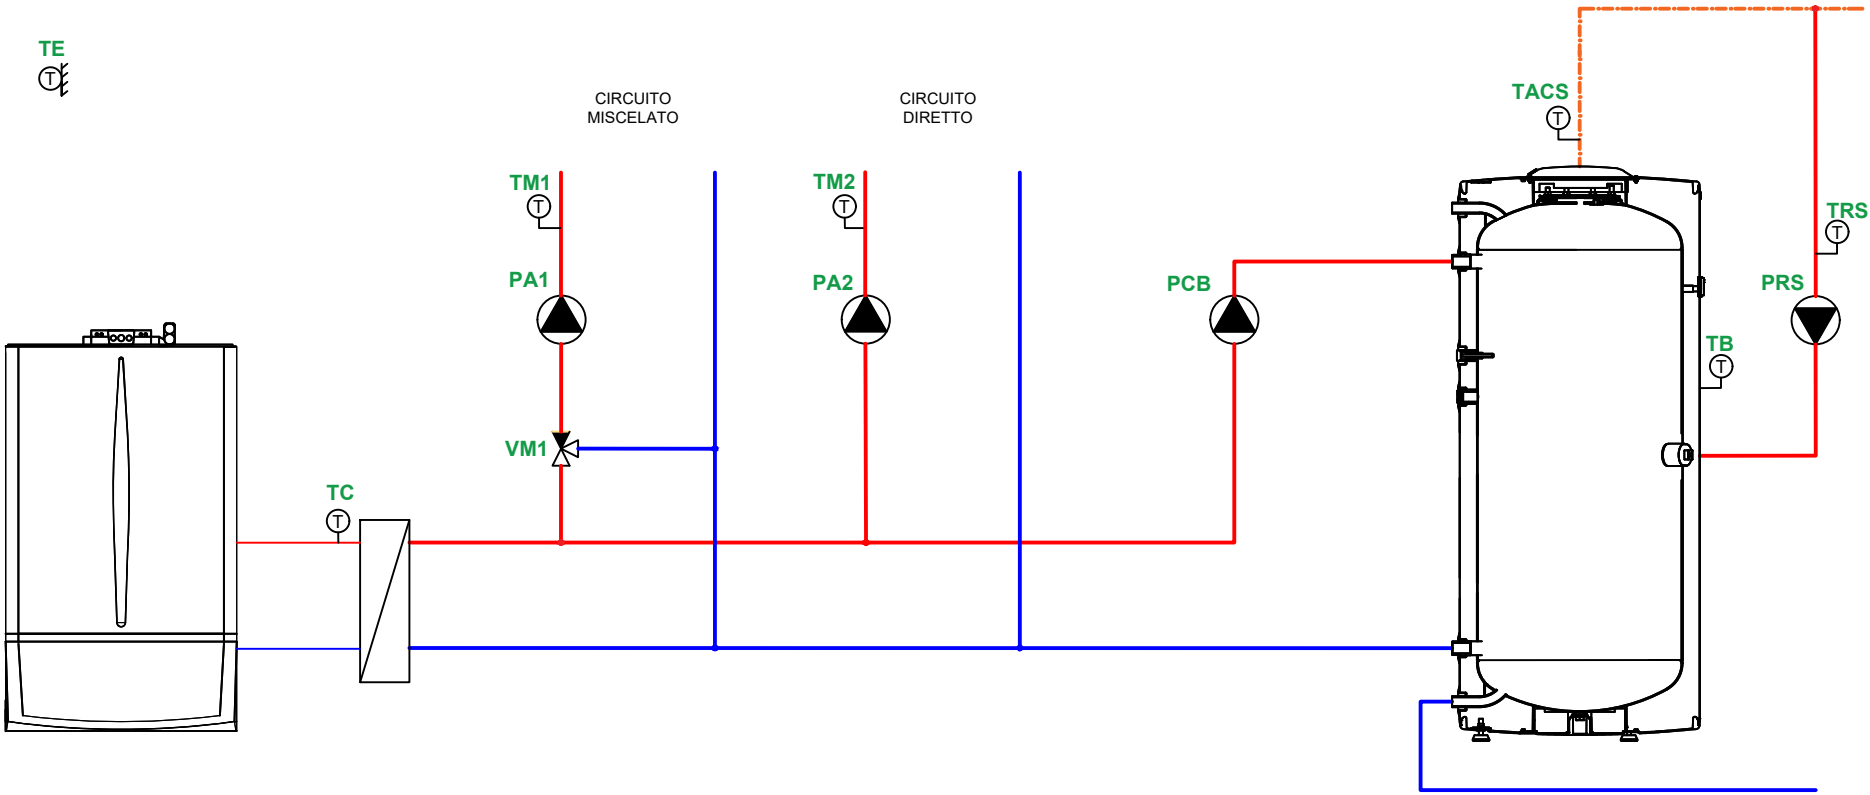 TE
T
CIRCUITO
MISCELATO
CIRCUITO
DIRETTO
TACS
T
TM1
T
TM2
T
TRS
T
PA1
PA2
PCB
PRS
TB
T
VM1
TC
T